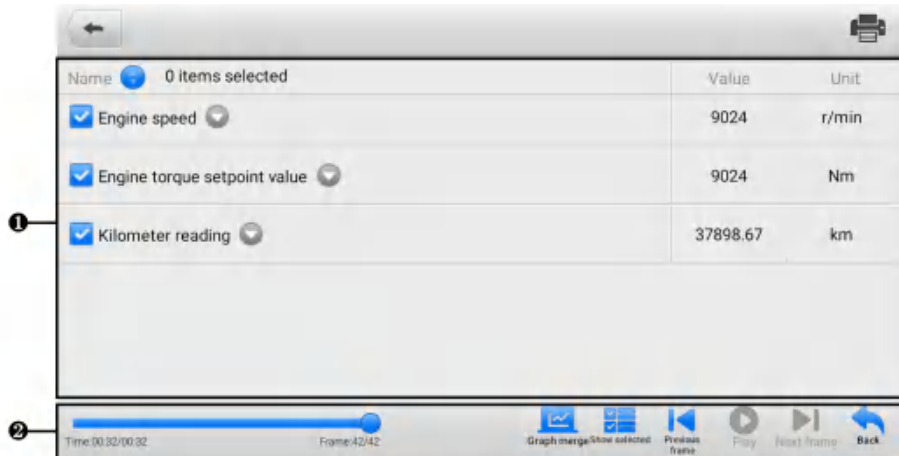 Name 0 items selected Value Unit
Engine speed 9024 r/min
Engine torque setpoint value 9024 Nm
❶
Kilometer reading 37898.67 km
❷
Time:00:32/00:32 Frame:42/42 Graph merge Show selected Previous frame Play Next frame Back